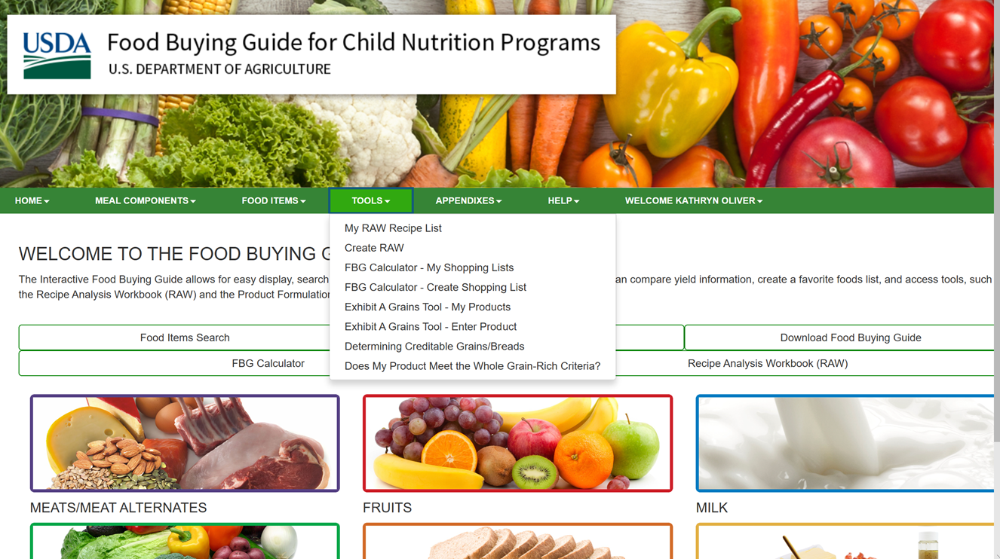 USDA
Food Buying Guide for Child Nutrition Programs
U.S. DEPARTMENT OF AGRICULTURE
HOME MEAL COMPONENTS FOOD ITEMS TOOLS APPENDIXES HELP WELCOME KATHRYN OLIVER
My RAW Recipe List
Create RAW
FBG Calculator - My Shopping Lists
FBG Calculator - Create Shopping List
Exhibit A Grains Tool - My Products
Exhibit A Grains Tool - Enter Product
Determining Creditable Grains/Breads
Does My Product Meet the Whole Grain-Rich Criteria?
WELCOME TO THE FOOD BUYING
The Interactive Food Buying Guide allows for easy display, search an compare yield information, create a favorite foods list, and access tools, such
the Recipe Analysis Workbook (RAW) and the Product Formulation
Food Items Search Download Food Buying Guide
FBG Calculator Recipe Analysis Workbook (RAW)
MEATS/MEAT ALTERNATES FRUITS MILK